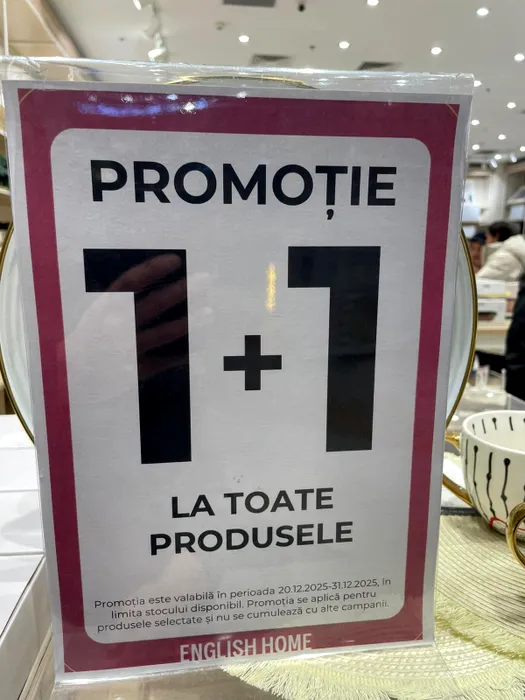 PROMOȚIE
1+1
LA TOATE
PRODUSELE
Promoția este valabilă în perioada 20.12.2025-31.12.2025, în
limita stocului disponibil. Promoția se aplică pentru
produsele selectate și nu se cumulează cu alte campanii.
ENGLISH HOME